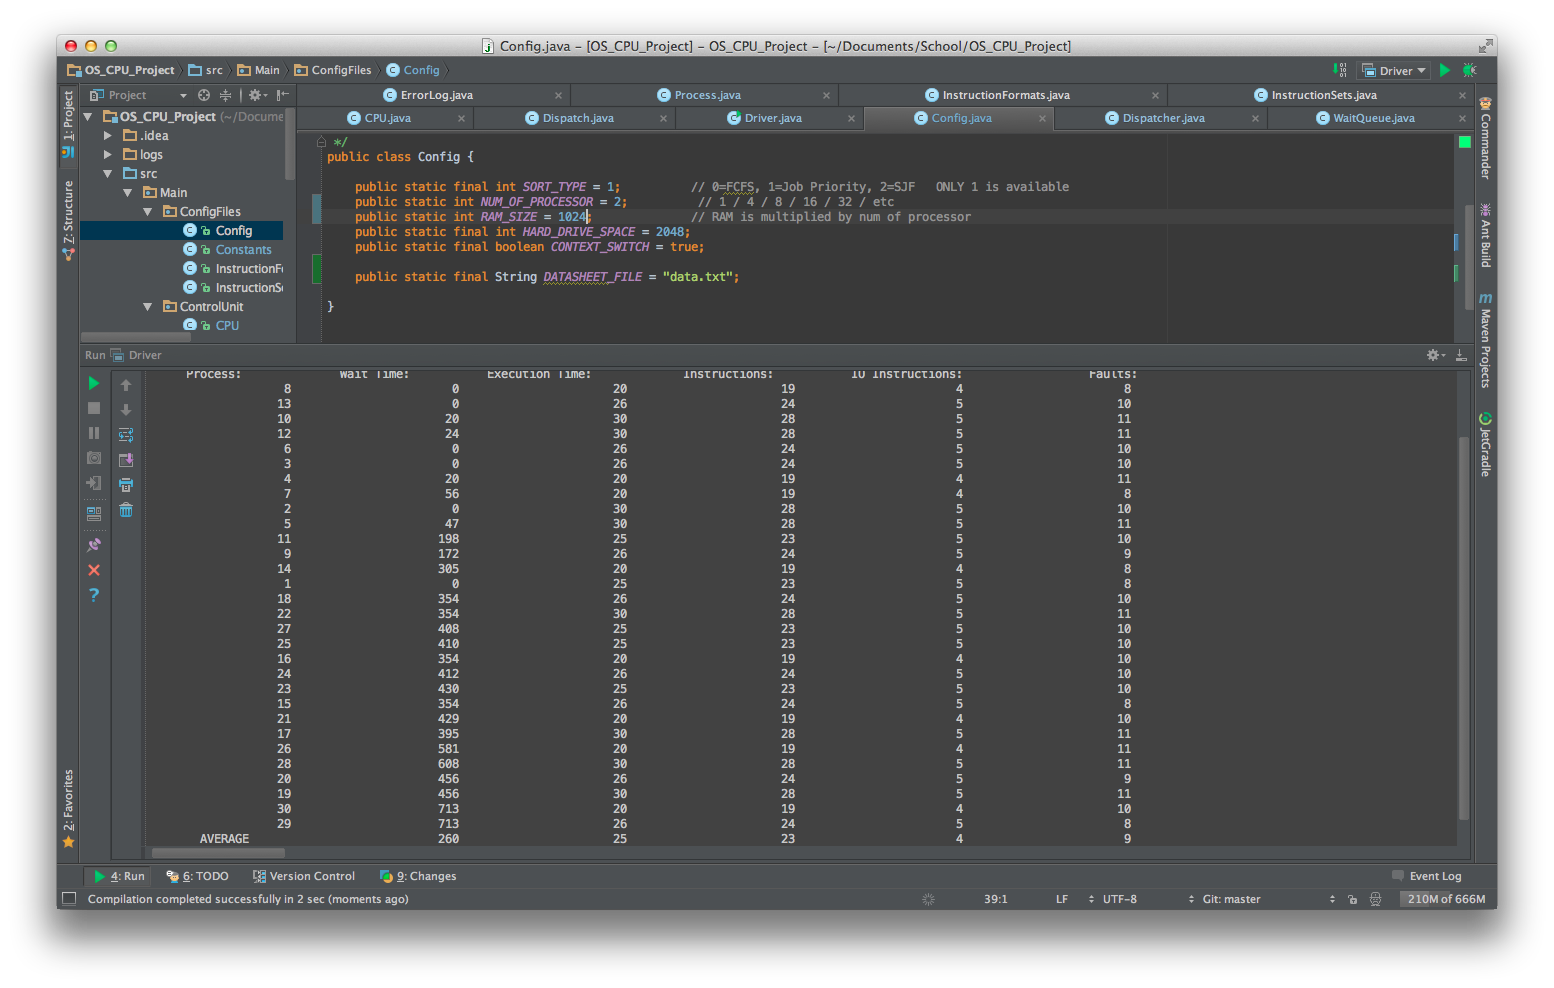 Config.java – [OS_CPU_Project] – OS_CPU_Project – [~/Documents/School/OS_CPU_Project]
OS_CPU_Project src Main ConfigFiles Config Driver
Project
ErrorLog.java Process.java InstructionFormats.java InstructionSets.java
CPU.java Dispatch.java Driver.java Config.java Dispatcher.java WaitQueue.java
1: Project
Z: Structure
2: Favorites
OS_CPU_Project (~/Docume
.idea
logs
src
Main
ConfigFiles
Config
Constants
InstructionFo
InstructionSe
ControlUnit
CPU
*/
public class Config {
public static final int SORT_TYPE = 1; // 0=FCFS, 1=Job Priority, 2=SJF ONLY 1 is available
public static int NUM_OF_PROCESSOR = 2; // 1 / 4 / 8 / 16 / 32 / etc
public static int RAM_SIZE = 1024; // RAM is multiplied by num of processor
public static final int HARD_DRIVE_SPACE = 2048;
public static final boolean CONTEXT_SWITCH = true;
public static final String DATASHEET_FILE = "data.txt";
}
Commander
Ant Build
Maven Projects
JetGradle
Run Driver
Process: Wait Time: Execution Time: Instructions: IO Instructions: Faults:
8 0 20 19 4 8
13 0 26 24 5 10
10 20 30 28 5 11
12 24 30 28 5 11
6 0 26 24 5 10
3 0 26 24 5 10
4 20 20 19 4 11
7 56 20 19 4 8
2 0 30 28 5 10
5 47 30 28 5 11
11 198 25 23 5 10
9 172 26 24 5 9
14 305 20 19 4 8
1 0 25 23 5 8
18 354 26 24 5 10
22 354 30 28 5 11
27 408 25 23 5 10
25 410 25 23 5 10
16 354 20 19 4 10
24 412 26 24 5 10
23 430 25 23 5 10
15 354 26 24 5 8
21 429 20 19 4 10
17 395 30 28 5 11
26 581 20 19 4 11
28 608 30 28 5 11
20 456 26 24 5 9
19 456 30 28 5 11
30 713 20 19 4 10
29 713 26 24 5 8
AVERAGE 260 25 23 4 9
4: Run 6: TODO Version Control 9: Changes Event Log
Compilation completed successfully in 2 sec (moments ago) 39:1 LF UTF-8 Git: master 210M of 666M